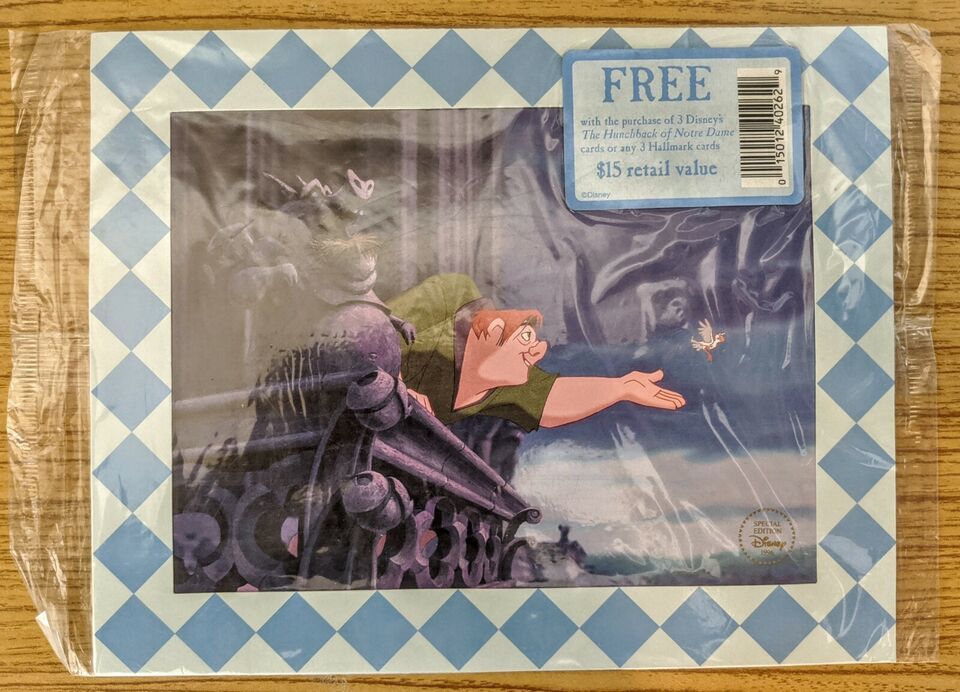 FREE
with the purchase of 3 Disney's
The Hunchback of Notre Dame
cards or any 3 Hallmark cards
$15 retail value
©Disney
0 15012 40262 9
SPECIAL
EDITION
Disney
1996